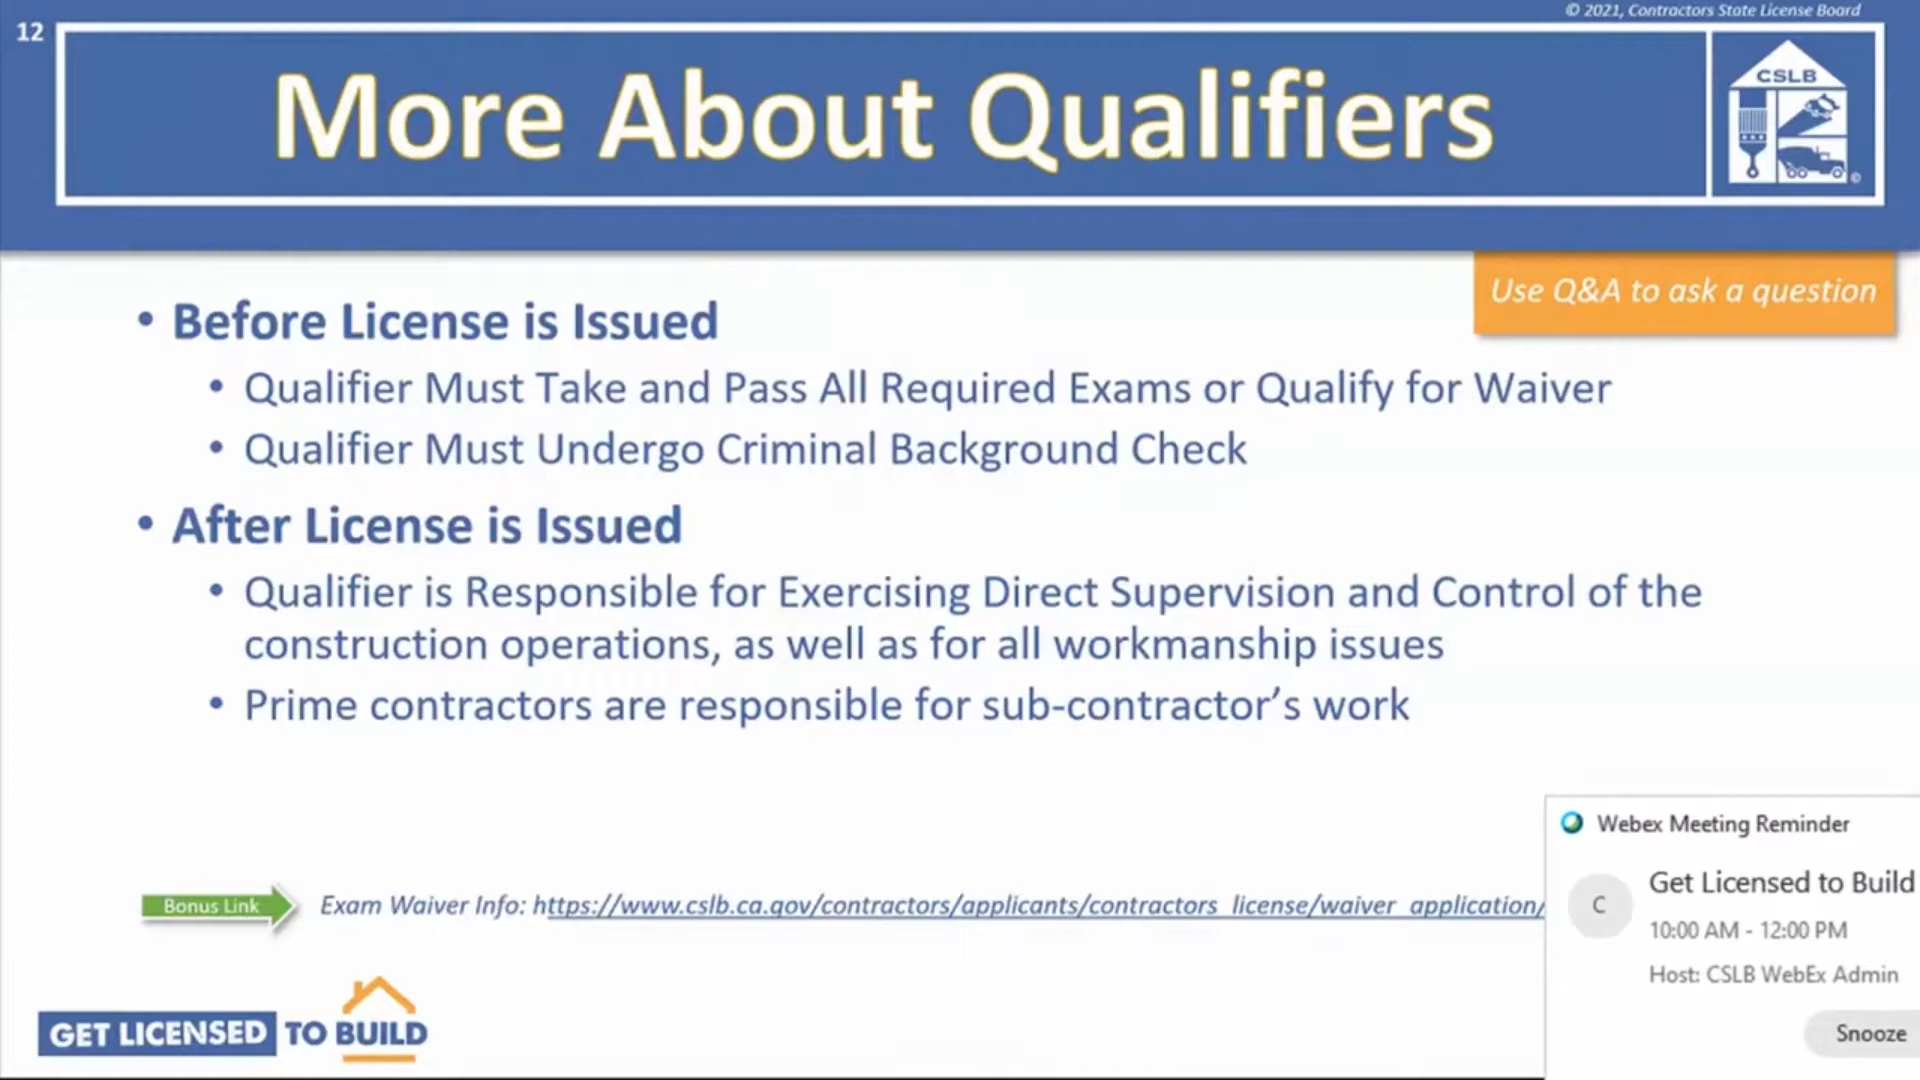 © 2021, Contractors State License Board
12
More About Qualifiers
CSLB
Use Q&A to ask a question
• Before License is Issued
• Qualifier Must Take and Pass All Required Exams or Qualify for Waiver
• Qualifier Must Undergo Criminal Background Check
• After License is Issued
• Qualifier is Responsible for Exercising Direct Supervision and Control of the
construction operations, as well as for all workmanship issues
• Prime contractors are responsible for sub-contractor’s work
Bonus Link
Exam Waiver Info: https://www.cslb.ca.gov/contractors/applicants/contractors_license/waiver_application/
Webex Meeting Reminder
C
Get Licensed to Build
10:00 AM - 12:00 PM
Host: CSLB WebEx Admin
Snooze
GET LICENSED TO BUILD